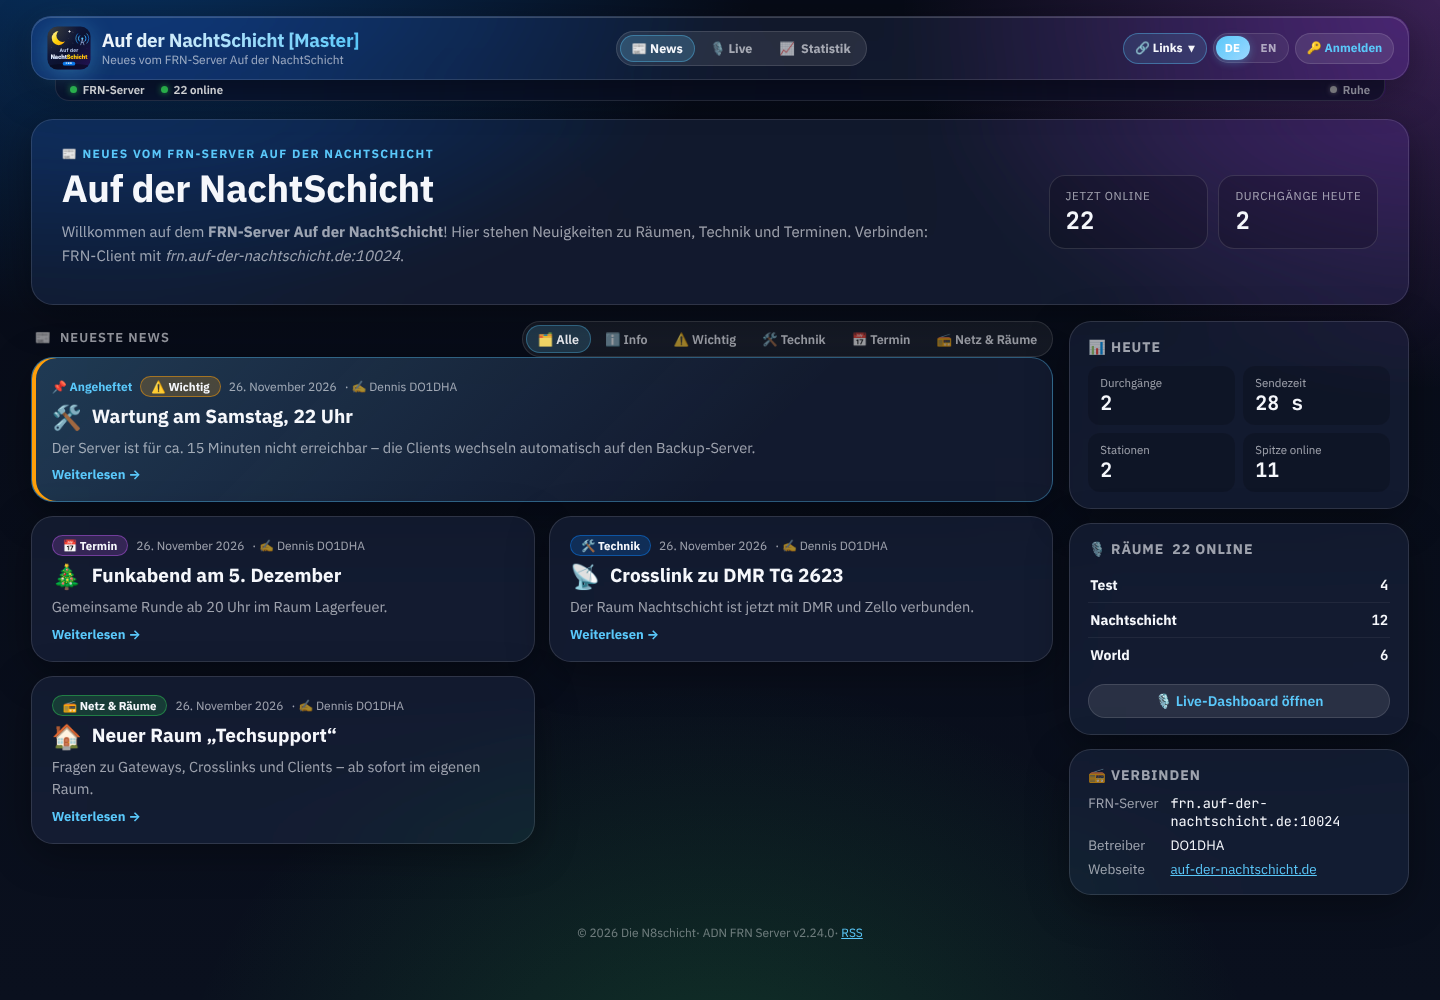 Auf der NachtSchicht [Master]
Neues vom FRN-Server Auf der NachtSchicht
News
Live
Statistik
Links ▾
DE
EN
Anmelden
FRN-Server
22 online
Ruhe
NEUES VOM FRN-SERVER AUF DER NACHTSCHICHT
Auf der NachtSchicht
Willkommen auf dem FRN-Server Auf der NachtSchicht! Hier stehen Neuigkeiten zu Räumen, Technik und Terminen. Verbinden:
FRN-Client mit frn.auf-der-nachtschicht.de:10024.
JETZT ONLINE
22
DURCHGÄNGE HEUTE
2
NEUESTE NEWS
Alle
Info
Wichtig
Technik
Termin
Netz & Räume
Angeheftet
Wichtig
26. November 2026 · Dennis DO1DHA
Wartung am Samstag, 22 Uhr
Der Server ist für ca. 15 Minuten nicht erreichbar – die Clients wechseln automatisch auf den Backup-Server.
Weiterlesen →
Termin
26. November 2026 · Dennis DO1DHA
Funkabend am 5. Dezember
Gemeinsame Runde ab 20 Uhr im Raum Lagerfeuer.
Weiterlesen →
Technik
26. November 2026 · Dennis DO1DHA
Crosslink zu DMR TG 2623
Der Raum Nachtschicht ist jetzt mit DMR und Zello verbunden.
Weiterlesen →
Netz & Räume
26. November 2026 · Dennis DO1DHA
Neuer Raum „Techsupport“
Fragen zu Gateways, Crosslinks und Clients – ab sofort im eigenen
Raum.
Weiterlesen →
HEUTE
Durchgänge
2
Sendezeit
28 s
Stationen
2
Spitze online
11
RÄUME 22 ONLINE
Test 4
Nachtschicht 12
World 6
Live-Dashboard öffnen
VERBINDEN
FRN-Server frn.auf-der-
nachtschicht.de:10024
Betreiber DO1DHA
Webseite auf-der-nachtschicht.de
© 2026 Die N8schicht· ADN FRN Server v2.24.0· RSS